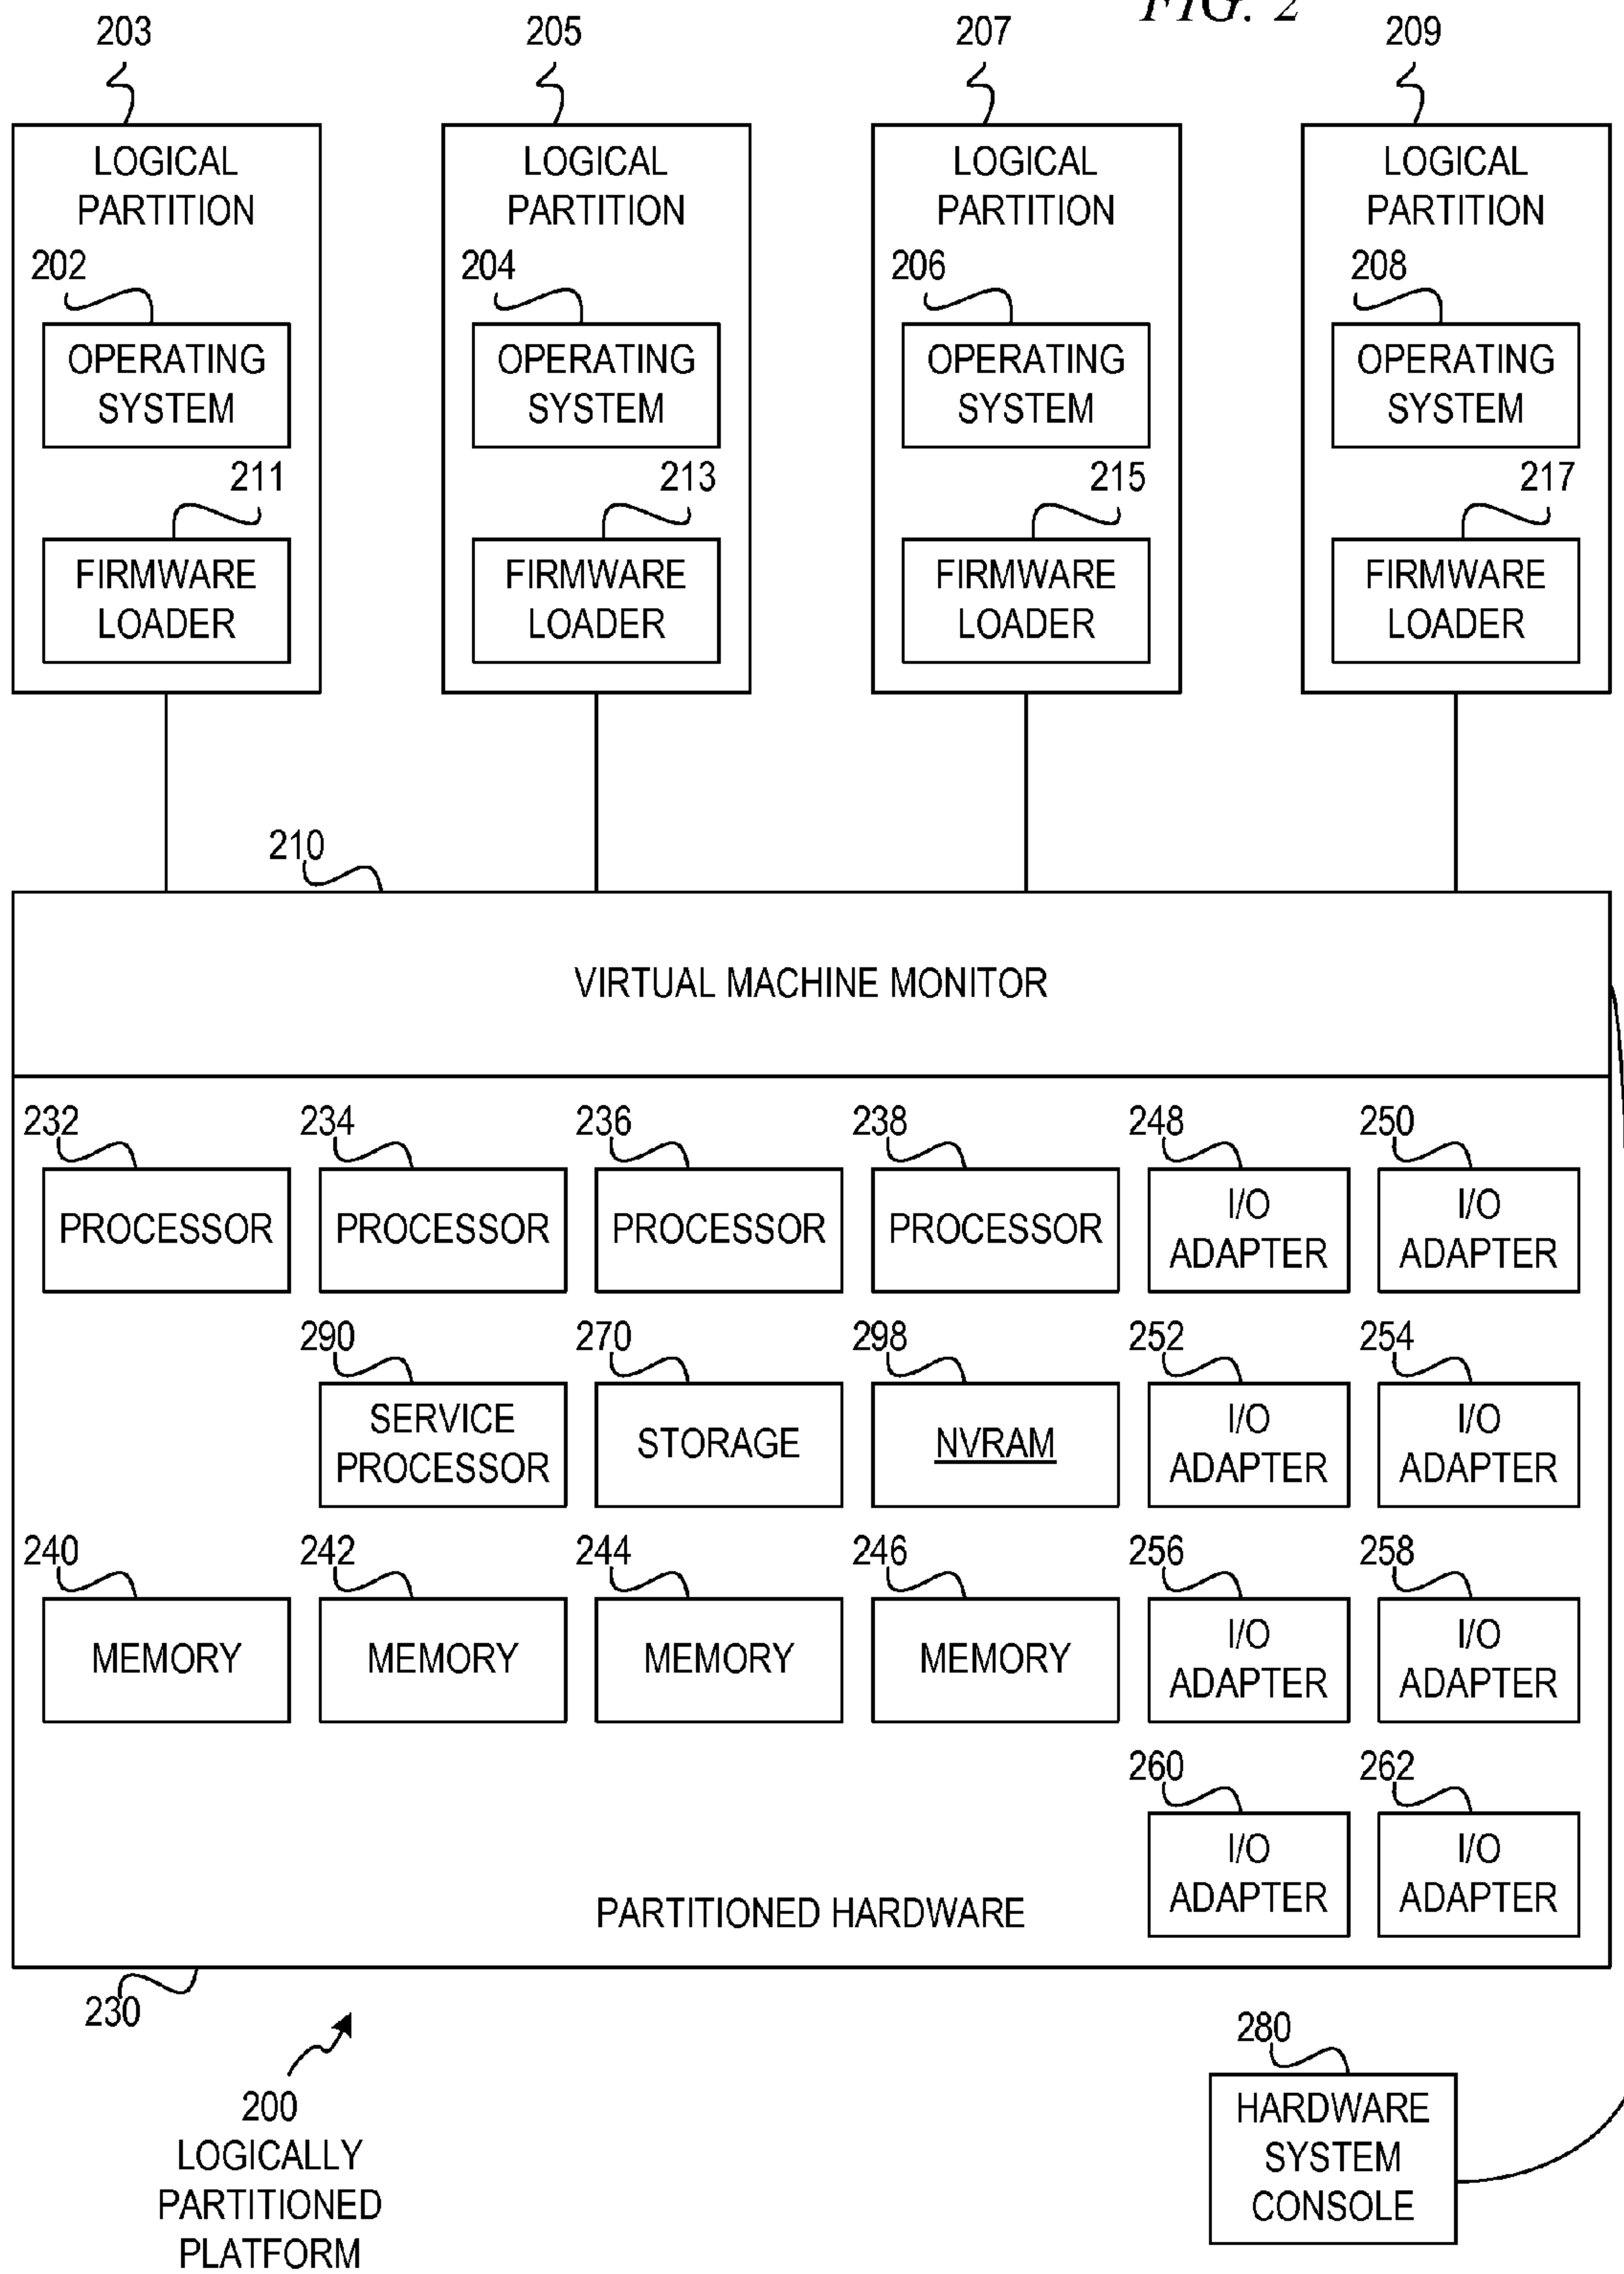 FIG. 2
203 205 207 209
LOGICAL LOGICAL LOGICAL LOGICAL
PARTITION PARTITION PARTITION PARTITION
202 204 206 208
OPERATING OPERATING OPERATING OPERATING
SYSTEM SYSTEM SYSTEM SYSTEM
211 213 215 217
FIRMWARE FIRMWARE FIRMWARE FIRMWARE
LOADER LOADER LOADER LOADER
210
VIRTUAL MACHINE MONITOR
232 234 236 238 248 250
PROCESSOR PROCESSOR PROCESSOR PROCESSOR
I/O I/O
ADAPTER ADAPTER
290 270 298 252 254
SERVICE
PROCESSOR
STORAGE
NVRAM
I/O I/O
ADAPTER ADAPTER
240 242 244 246 256 258
MEMORY MEMORY MEMORY MEMORY
I/O I/O
ADAPTER ADAPTER
260 262
I/O I/O
ADAPTER ADAPTER
PARTITIONED HARDWARE
230
200
LOGICALLY
PARTITIONED
PLATFORM
280
HARDWARE
SYSTEM
CONSOLE